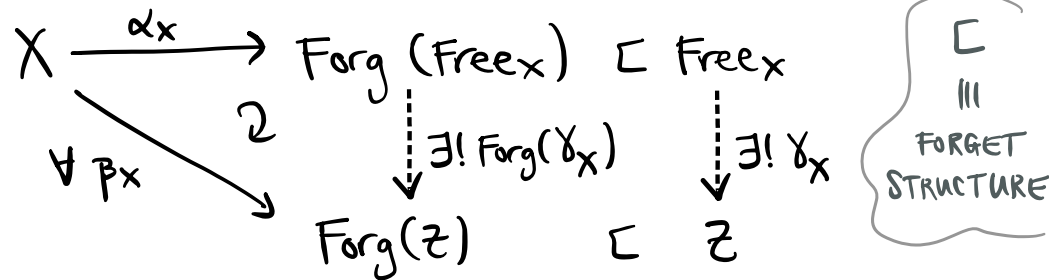 X αx Forg (Freex) ⊏ Freex
∀ βx ∃! Forg(γx) ∃! γx
Forg(Z) ⊏ Z
⊏
≡
FORGET
STRUCTURE